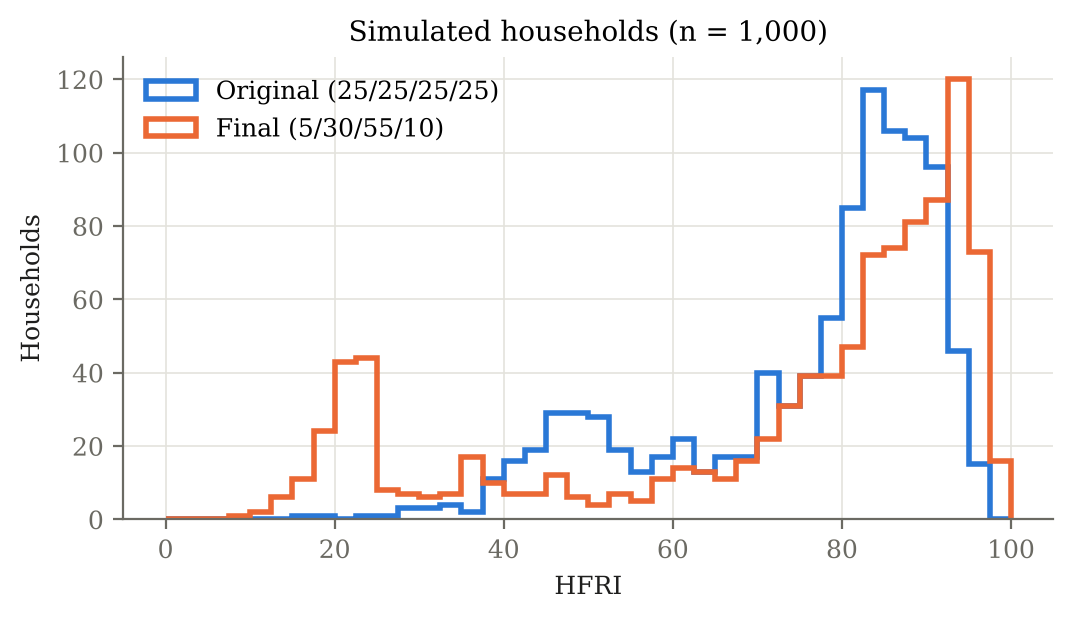 Simulated households (n = 1,000)
Original (25/25/25/25)
Final (5/30/55/10)
Households
120
100
80
60
40
20
0
0 20 40 60 80 100
HFRI